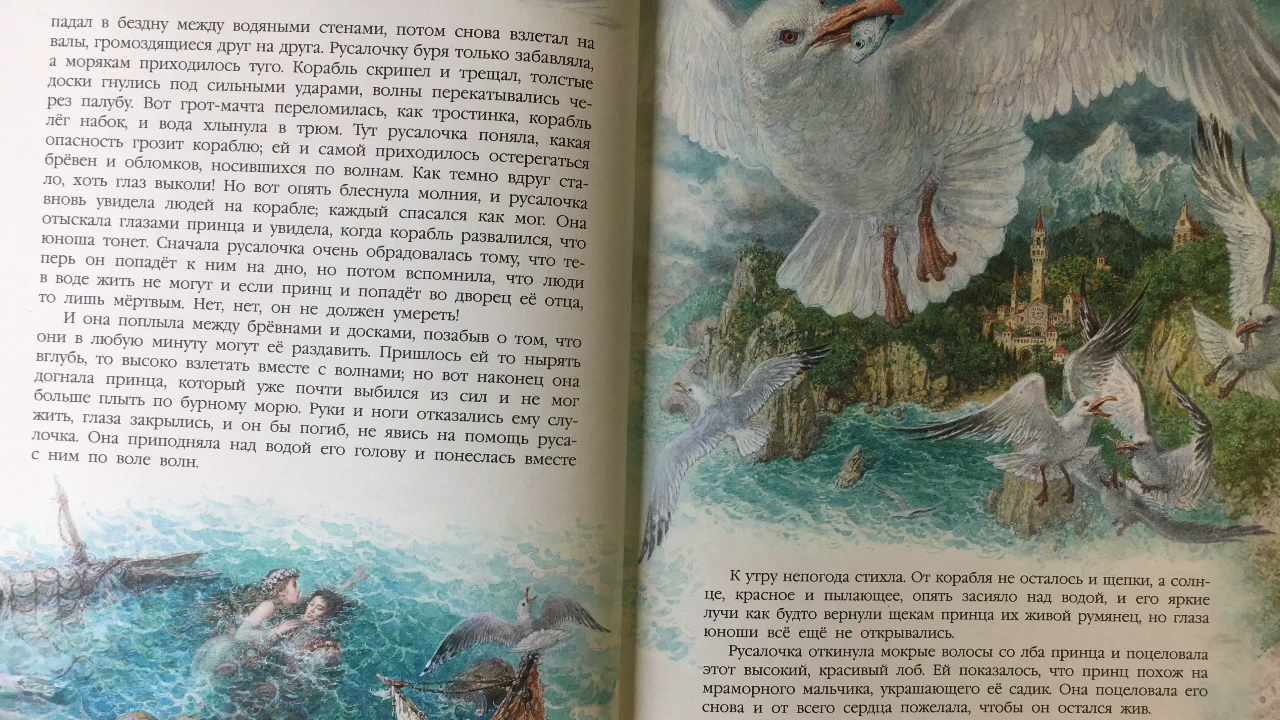 падал в бездну между водяными стенами, потом снова взлетал на
валы, громоздящиеся друг на друга. Русалочку буря только забавляла,
а морякам приходилось туго. Корабль скрипел и трещал, толстые
доски гнулись под сильными ударами, волны перекатывались че-
рез палубу. Вот грот-мачта переломилась, как тростинка, корабль
лёг набок, и вода хлынула в трюм. Тут русалочка поняла, какая
опасность грозит кораблю; ей и самой приходилось остерегаться
брёвен и обломков, носившихся по волнам. Как темно вдруг ста-
ло, хоть глаз выколи! Но вот опять блеснула молния, и русалочка
вновь увидела людей на корабле; каждый спасался как мог. Она
отыскала глазами принца и увидела, когда корабль развалился, что
юноша тонет. Сначала русалочка очень обрадовалась тому, что те-
перь он попадёт к ним на дно, но потом вспомнила, что люди
в воде жить не могут и если принц и попадёт во дворец её отца,
то лишь мёртвым. Нет, нет, он не должен умереть!
И она поплыла между брёвнами и досками, позабыв о том, что
они в любую минуту могут её раздавить. Пришлось ей то нырять
вглубь, то высоко взлетать вместе с волнами; но вот наконец она
догнала принца, который уже почти выбился из сил и не мог
больше плыть по бурному морю. Руки и ноги отказались ему слу-
жить, глаза закрылись, и он бы погиб, не явись на помощь руса-
лочка. Она приподняла над водой его голову и понеслась вместе
с ним по воле волн.
К утру непогода стихла. От корабля не осталось и щепки, а солн-
це, красное и пылающее, опять засияло над водой, и его яркие
лучи как будто вернули щекам принца их живой румянец, но глаза
юноши всё ещё не открывались.
Русалочка откинула мокрые волосы со лба принца и поцеловала
этот высокий, красивый лоб. Ей показалось, что принц похож на
мраморного мальчика, украшающего её садик. Она поцеловала его
снова и от всего сердца пожелала, чтобы он остался жив.